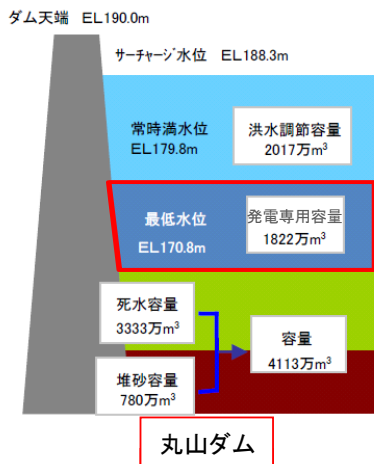 ダム天端 EL190.0m
サーチャージ水位 EL188.3m
常時満水位
EL179.8m
洪水調節容量
2017万m³
最低水位
EL170.8m
発電専用容量
1822万m³
死水容量
3333万m³
容量
4113万m³
堆砂容量
780万m³
丸山ダム